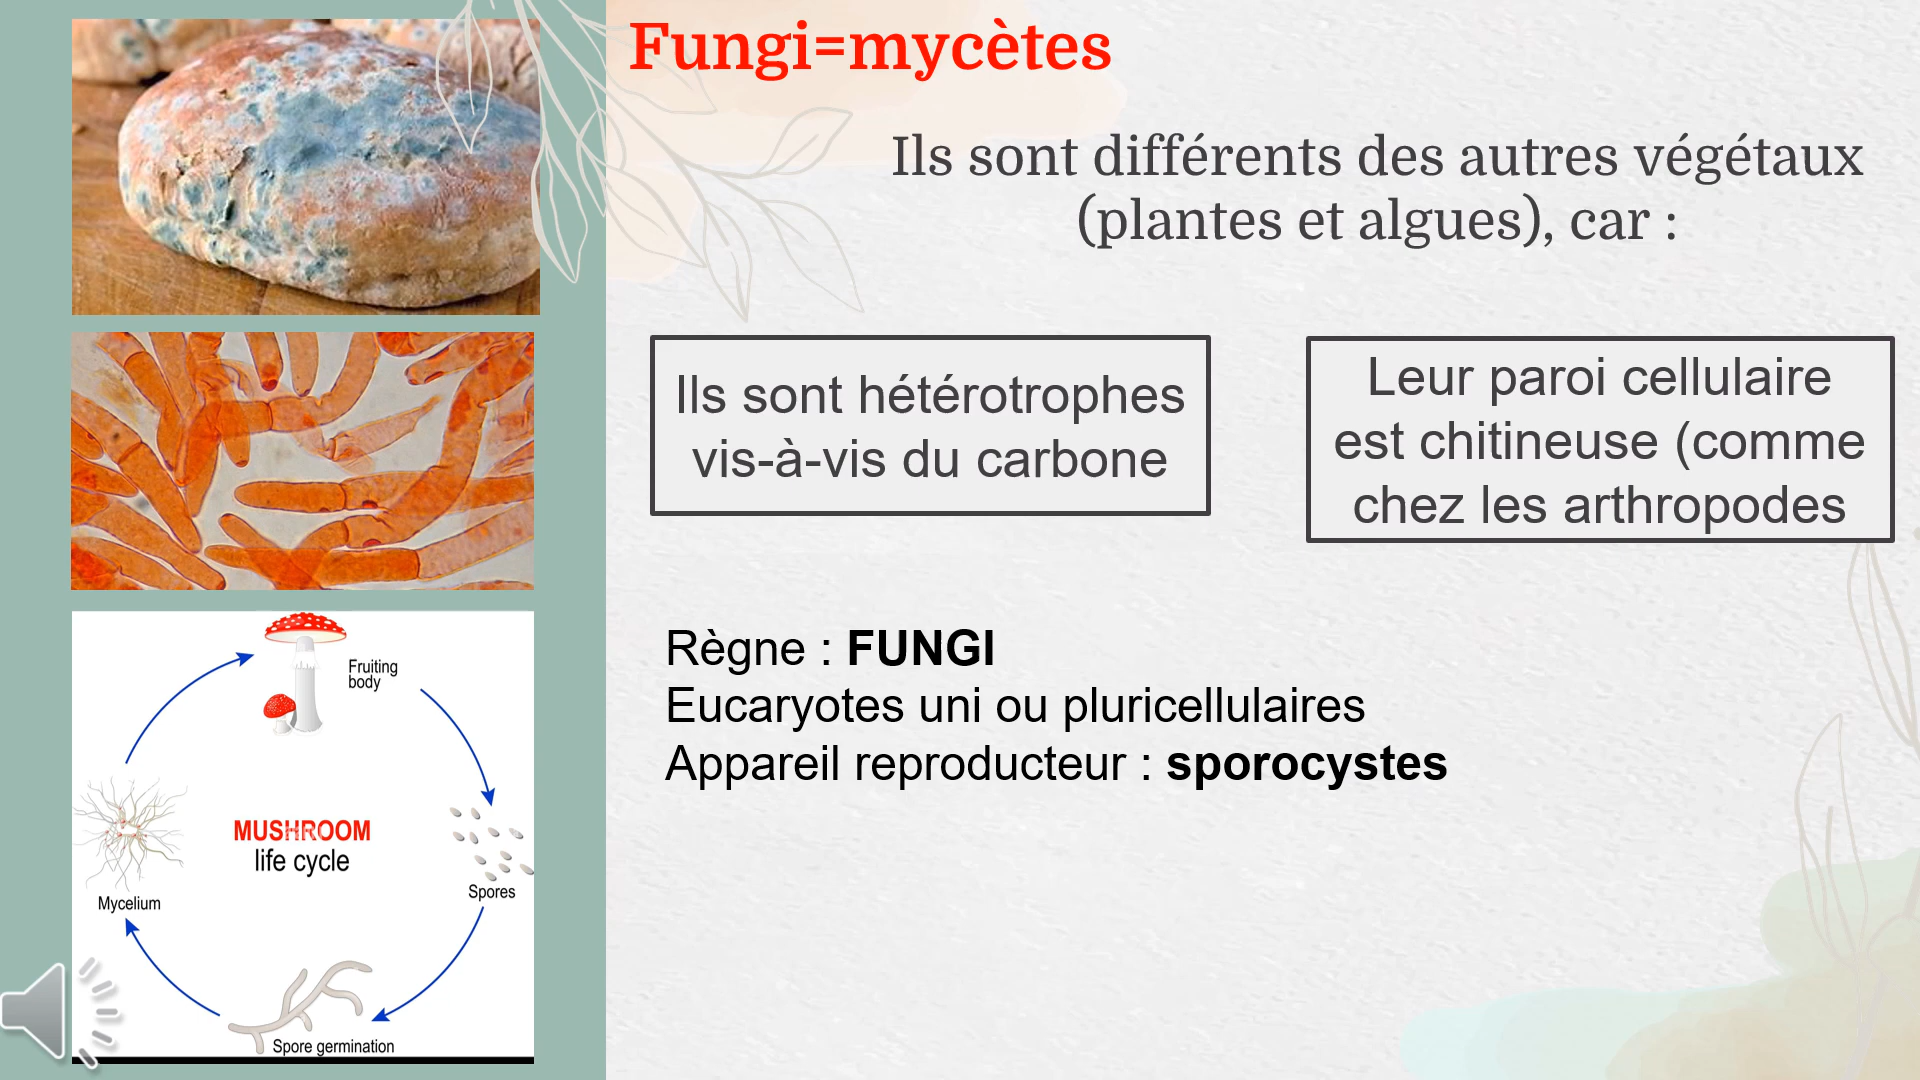 Fungi=mycètes
Ils sont différents des autres végétaux
(plantes et algues), car :
Ils sont hétérotrophes
vis-à-vis du carbone
Leur paroi cellulaire
est chitineuse (comme
chez les arthropodes
Règne : FUNGI
Eucaryotes uni ou pluricellulaires
Appareil reproducteur : sporocystes
Fruiting
body
MUSHROOM
life cycle
Spores
Mycelium
Spore germination